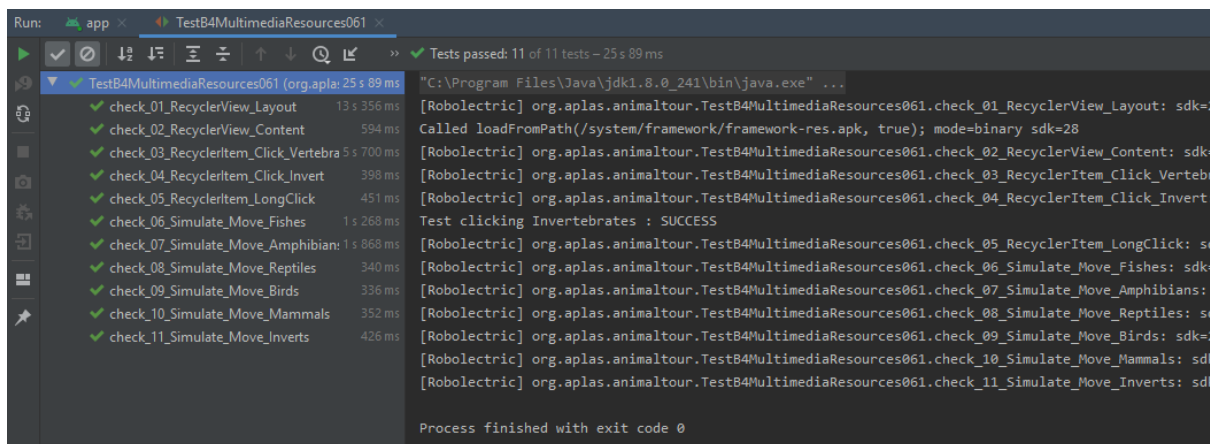 Run: app × TestB4MultimediaResources061 ×
» Tests passed: 11 of 11 tests – 25 s 89 ms
TestB4MultimediaResources061 (org.apla: 25 s 89 ms
check_01_RecyclerView_Layout 13 s 356 ms
check_02_RecyclerView_Content 594 ms
check_03_RecyclerItem_Click_Vertebra 5 s 700 ms
check_04_RecyclerItem_Click_Invert 398 ms
check_05_RecyclerItem_LongClick 451 ms
check_06_Simulate_Move_Fishes 1 s 268 ms
check_07_Simulate_Move_Amphibian: 1 s 868 ms
check_08_Simulate_Move_Reptiles 340 ms
check_09_Simulate_Move_Birds 336 ms
check_10_Simulate_Move_Mammals 352 ms
check_11_Simulate_Move_Inverts 426 ms
"C:\Program Files\Java\jdk1.8.0_241\bin\java.exe" ...
[Robolectric] org.aplas.animaltour.TestB4MultimediaResources061.check_01_RecyclerView_Layout: sdk=
Called loadFromPath(/system/framework/framework-res.apk, true); mode=binary sdk=28
[Robolectric] org.aplas.animaltour.TestB4MultimediaResources061.check_02_RecyclerView_Content: sdk
[Robolectric] org.aplas.animaltour.TestB4MultimediaResources061.check_03_RecyclerItem_Click_Verteb
[Robolectric] org.aplas.animaltour.TestB4MultimediaResources061.check_04_RecyclerItem_Click_Invert
Test clicking Invertebrates : SUCCESS
[Robolectric] org.aplas.animaltour.TestB4MultimediaResources061.check_05_RecyclerItem_LongClick: s
[Robolectric] org.aplas.animaltour.TestB4MultimediaResources061.check_06_Simulate_Move_Fishes: sdk
[Robolectric] org.aplas.animaltour.TestB4MultimediaResources061.check_07_Simulate_Move_Amphibians:
[Robolectric] org.aplas.animaltour.TestB4MultimediaResources061.check_08_Simulate_Move_Reptiles: s
[Robolectric] org.aplas.animaltour.TestB4MultimediaResources061.check_09_Simulate_Move_Birds: sdk=
[Robolectric] org.aplas.animaltour.TestB4MultimediaResources061.check_10_Simulate_Move_Mammals: sd
[Robolectric] org.aplas.animaltour.TestB4MultimediaResources061.check_11_Simulate_Move_Inverts: sd
Process finished with exit code 0